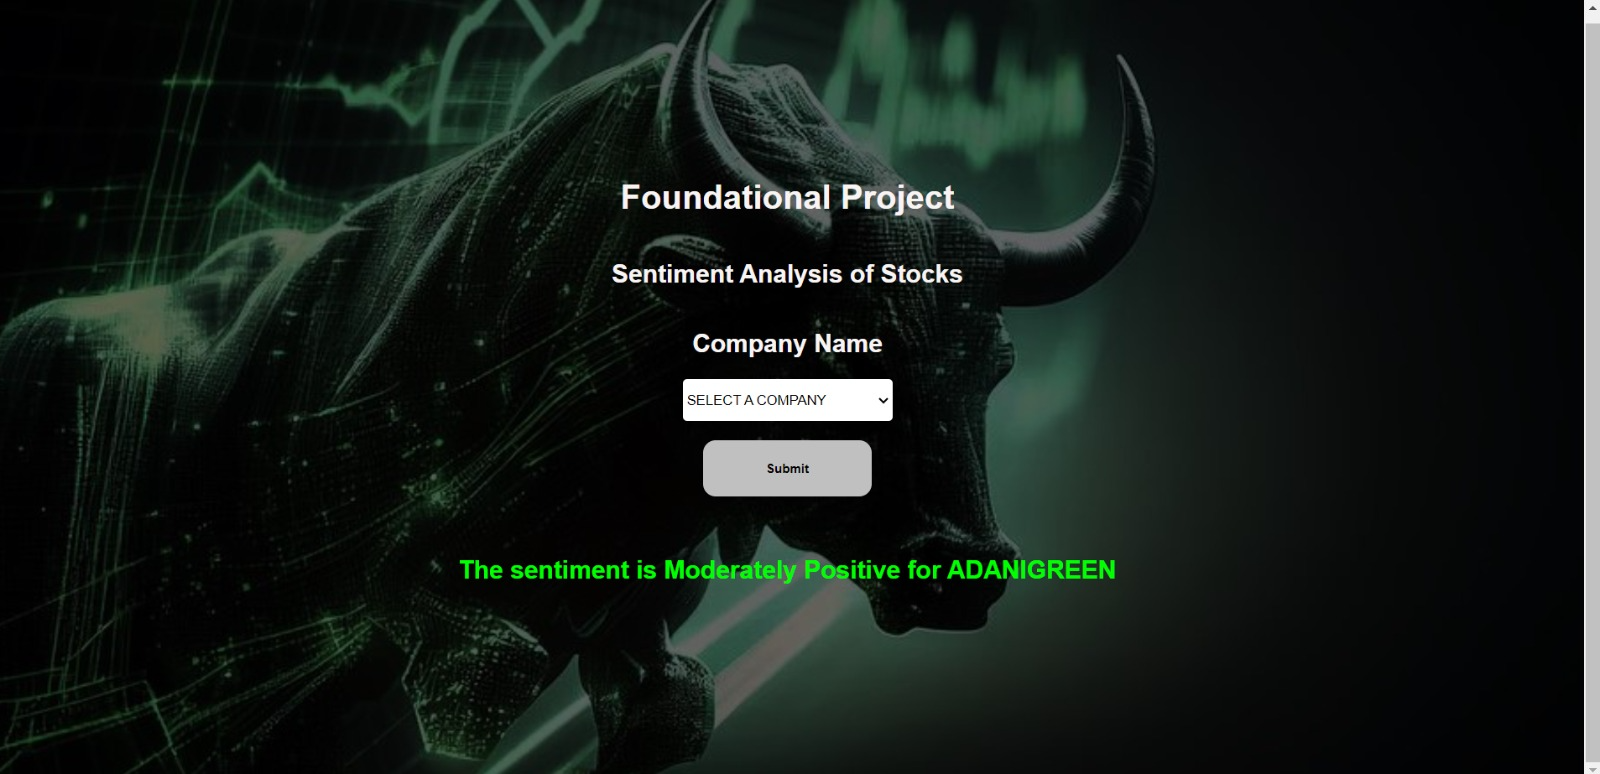 Foundational Project
Sentiment Analysis of Stocks
Company Name
SELECT A COMPANY
Submit
The sentiment is Moderately Positive for ADANIGREEN